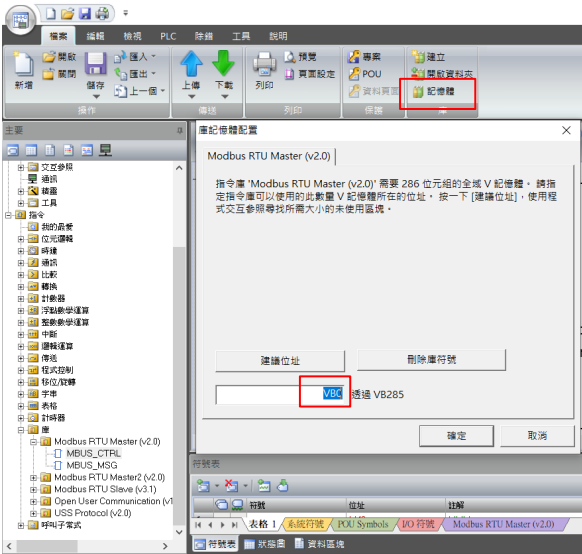 檔案 編輯 檢視 PLC 除錯 工具 說明
新增
開啟
關閉
儲存
匯入
匯出
上一個
操作
上傳
下載
傳送
列印
預覽
頁面設定
列印
專案
POU
資料頁面
保護
建立
開啟資料夾
記憶體
庫
主要
交互參照
通訊
精靈
工具
指令
我的最愛
位元邏輯
時鐘
通訊
比較
轉換
計數器
浮點數學運算
整數數學運算
中斷
邏輯運算
傳送
程式控制
移位/旋轉
字串
表格
計時器
庫
Modbus RTU Master (v2.0)
MBUS_CTRL
MBUS_MSG
Modbus RTU Master2 (v2.0)
Modbus RTU Slave (v3.1)
Open User Communication (v1
USS Protocol (v2.0)
呼叫子常式
庫記憶體配置
Modbus RTU Master (v2.0)
指令庫 'Modbus RTU Master (v2.0)' 需要 286 位元組的全域 V 記憶體。 請指
定指令庫可以使用的此數量 V 記憶體所在的位址。 按一下 [建議位址]，使用程
式交互參照尋找所需大小的未使用區塊。
建議位址
刪除庫符號
VB0 透過 VB285
確定
取消
符號表
符號 位址 註解
表格 1 系統符號 POU Symbols I/O 符號 Modbus RTU Master (v2.0)
符號表 狀態圖 資料區塊